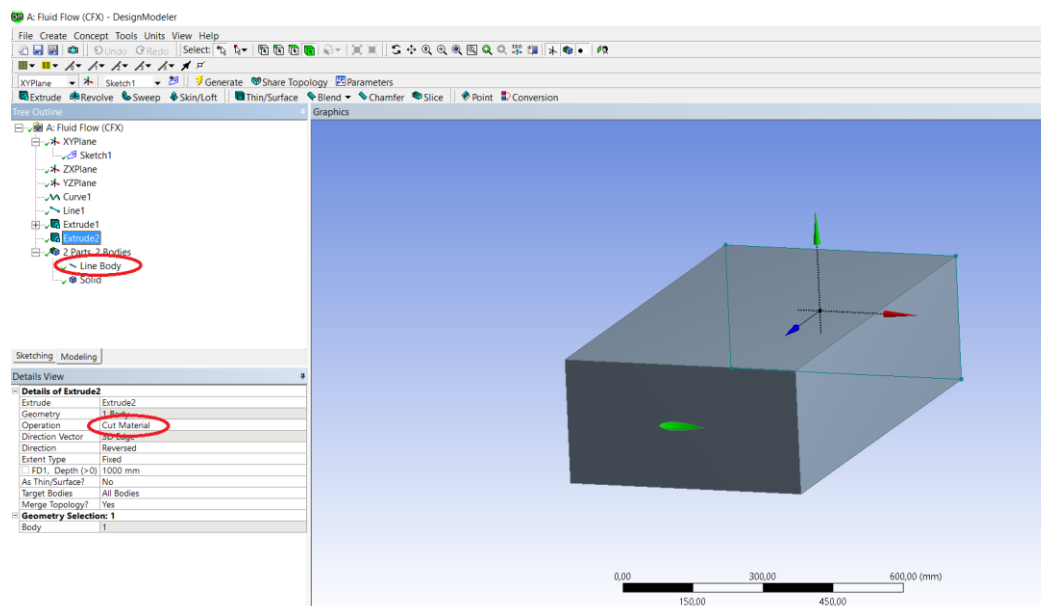 A: Fluid Flow (CFX) - DesignModeler
File Create Concept Tools Units View Help
Undo Redo Select:
XYPlane Sketch1 Generate Share Topology Parameters
Extrude Revolve Sweep Skin/Loft Thin/Surface Blend Chamfer Slice Point Conversion
Tree Outline Graphics
A: Fluid Flow (CFX)
XYPlane
Sketch1
ZXPlane
YZPlane
Curve1
Line1
Extrude1
Extrude2
2 Parts, 2 Bodies
Line Body
Solid
Sketching Modeling
Details View
Details of Extrude2
Extrude Extrude2
Geometry 1 Body
Operation Cut Material
Direction Vector 3D Edge
Direction Reversed
Extent Type Fixed
FD1, Depth (>0) 1000 mm
As Thin/Surface? No
Target Bodies All Bodies
Merge Topology? Yes
Geometry Selection: 1
Body 1
0,00 300,00 600,00 (mm)
150,00 450,00